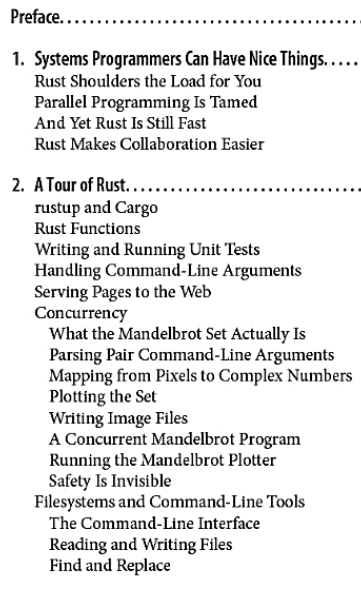 Preface. . . . . . . . . . . . . . . . . . . . . . . . . . . . . . . . . . . . . . . .
1. Systems Programmers Can Have Nice Things. . . . .
Rust Shoulders the Load for You
Parallel Programming Is Tamed
And Yet Rust Is Still Fast
Rust Makes Collaboration Easier
2. A Tour of Rust. . . . . . . . . . . . . . . . . . . . . . . . . . . . . . .
rustup and Cargo
Rust Functions
Writing and Running Unit Tests
Handling Command-Line Arguments
Serving Pages to the Web
Concurrency
What the Mandelbrot Set Actually Is
Parsing Pair Command-Line Arguments
Mapping from Pixels to Complex Numbers
Plotting the Set
Writing Image Files
A Concurrent Mandelbrot Program
Running the Mandelbrot Plotter
Safety Is Invisible
Filesystems and Command-Line Tools
The Command-Line Interface
Reading and Writing Files
Find and Replace